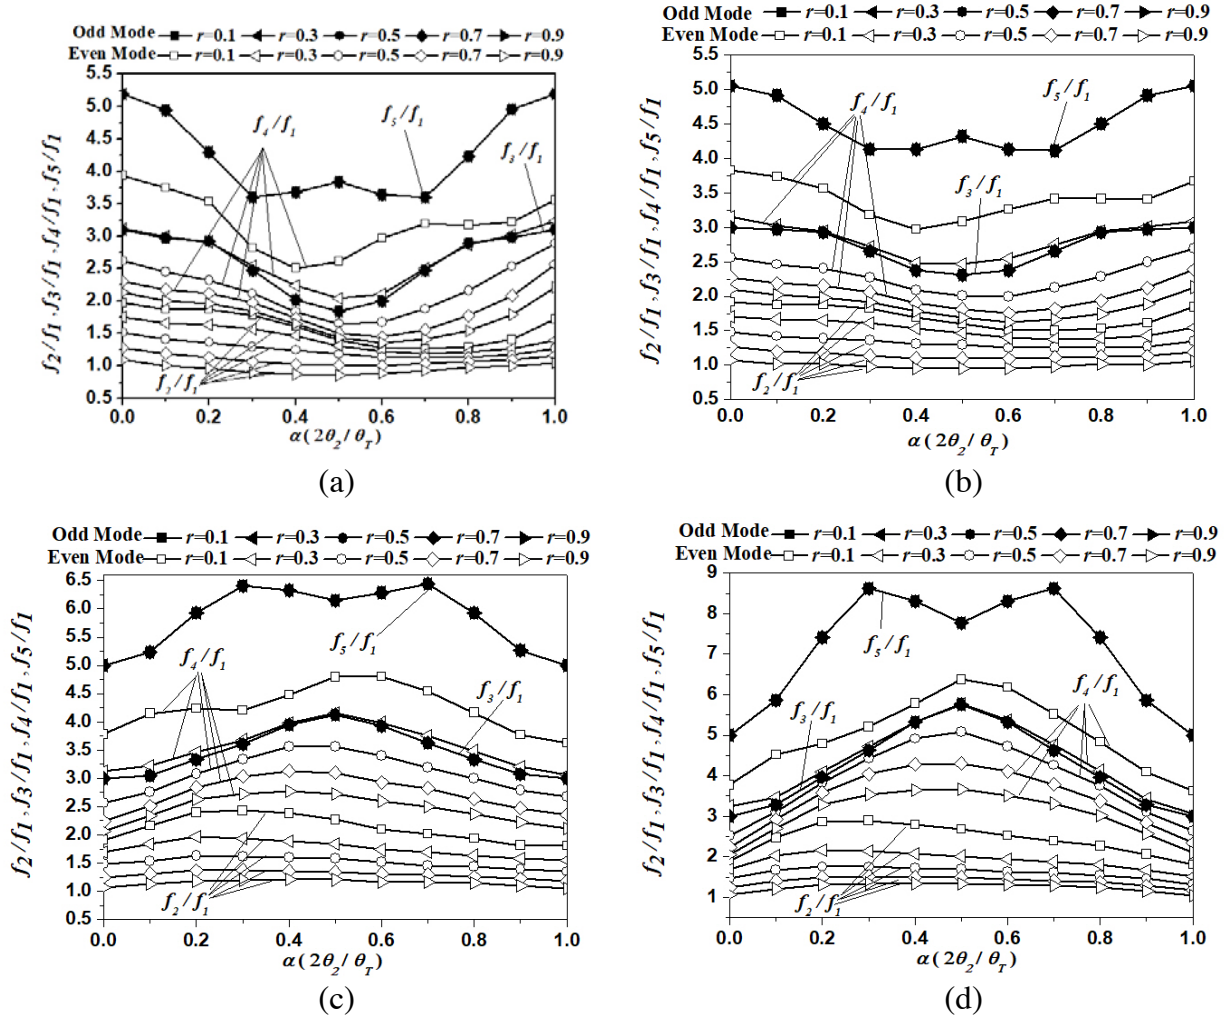 (a)
Odd Mode r=0.1 r=0.3 r=0.5 r=0.7 r=0.9
Even Mode r=0.1 r=0.3 r=0.5 r=0.7 r=0.9
f2/f1, f3/f1, f4/f1, f5/f1
5.5
5.0
4.5
4.0
3.5
3.0
2.5
2.0
1.5
1.0
0.5
f4/f1
f5/f1
f3/f1
f2/f1
0.0 0.2 0.4 0.6 0.8 1.0
α(2θ2/θT)
(a)
(b)
Odd Mode r=0.1 r=0.3 r=0.5 r=0.7 r=0.9
Even Mode r=0.1 r=0.3 r=0.5 r=0.7 r=0.9
f2/f1, f3/f1, f4/f1, f5/f1
5.5
5.0
4.5
4.0
3.5
3.0
2.5
2.0
1.5
1.0
0.5
f4/f1
f5/f1
f3/f1
f2/f1
0.0 0.2 0.4 0.6 0.8 1.0
α(2θ2/θT)
(b)
Odd Mode r=0.1 r=0.3 r=0.5 r=0.7 r=0.9
Even Mode r=0.1 r=0.3 r=0.5 r=0.7 r=0.9
f2/f1, f3/f1, f4/f1, f5/f1
6.5
6.0
5.5
5.0
4.5
4.0
3.5
3.0
2.5
2.0
1.5
1.0
0.5
f4/f1
f5/f1
f3/f1
f2/f1
0.0 0.2 0.4 0.6 0.8 1.0
α(2θ2/θT)
(c)
Odd Mode r=0.1 r=0.3 r=0.5 r=0.7 r=0.9
Even Mode r=0.1 r=0.3 r=0.5 r=0.7 r=0.9
f2/f1, f3/f1, f4/f1, f5/f1
9
8
7
6
5
4
3
2
1
f5/f1
f4/f1
f3/f1
f2/f1
0.0 0.2 0.4 0.6 0.8 1.0
α(2θ2/θT)
(d)